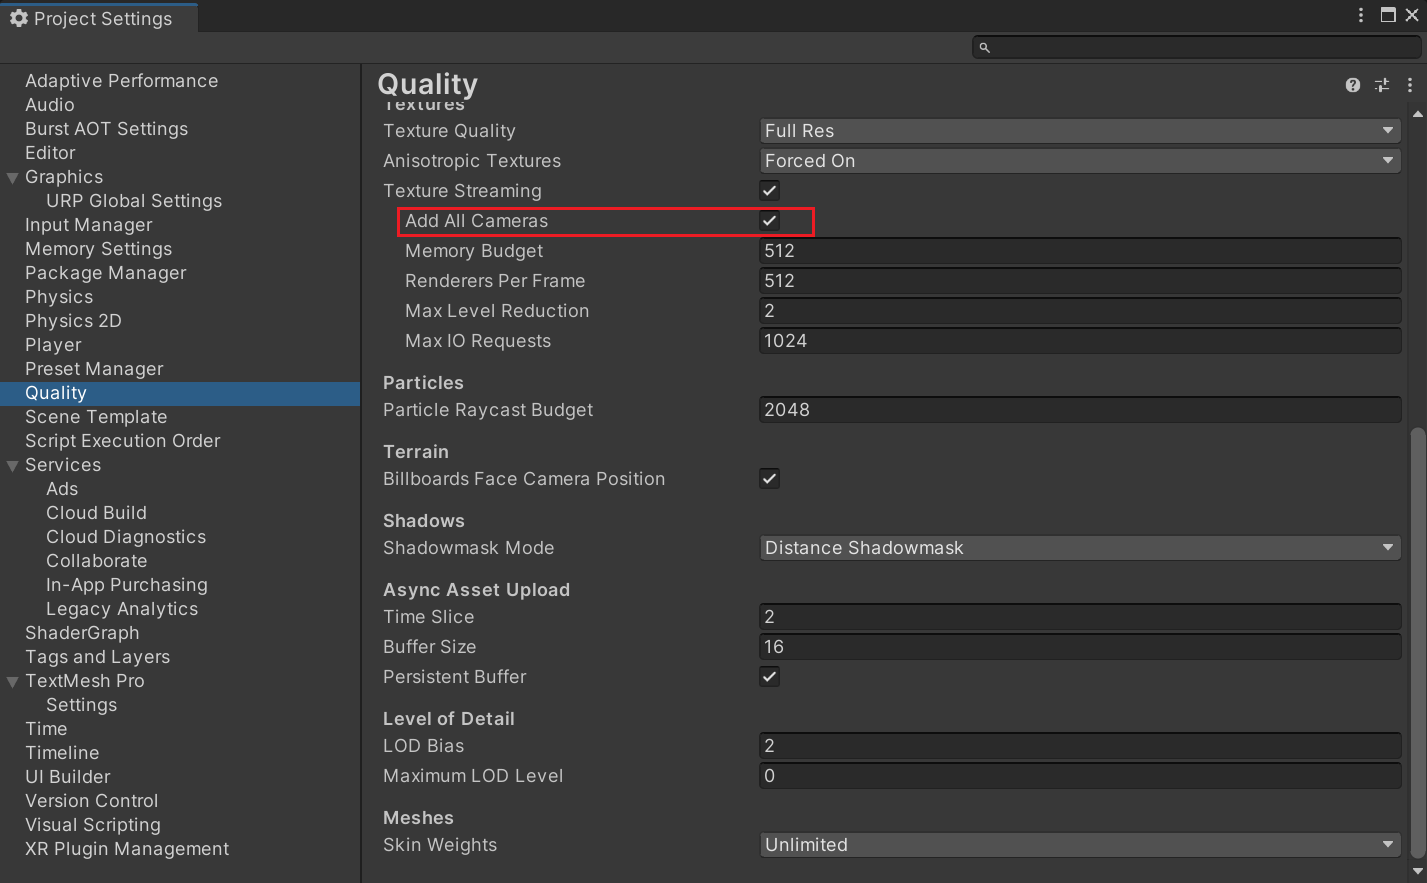 Project Settings
Adaptive Performance
Audio
Burst AOT Settings
Editor
Graphics
URP Global Settings
Input Manager
Memory Settings
Package Manager
Physics
Physics 2D
Player
Preset Manager
Quality
Scene Template
Script Execution Order
Services
Ads
Cloud Build
Cloud Diagnostics
Collaborate
In-App Purchasing
Legacy Analytics
ShaderGraph
Tags and Layers
TextMesh Pro
Settings
Time
Timeline
UI Builder
Version Control
Visual Scripting
XR Plugin Management
Quality
Textures
Texture Quality Full Res
Anisotropic Textures Forced On
Texture Streaming
Add All Cameras
Memory Budget 512
Renderers Per Frame 512
Max Level Reduction 2
Max IO Requests 1024
Particles
Particle Raycast Budget 2048
Terrain
Billboards Face Camera Position
Shadows
Shadowmask Mode Distance Shadowmask
Async Asset Upload
Time Slice 2
Buffer Size 16
Persistent Buffer
Level of Detail
LOD Bias 2
Maximum LOD Level 0
Meshes
Skin Weights Unlimited